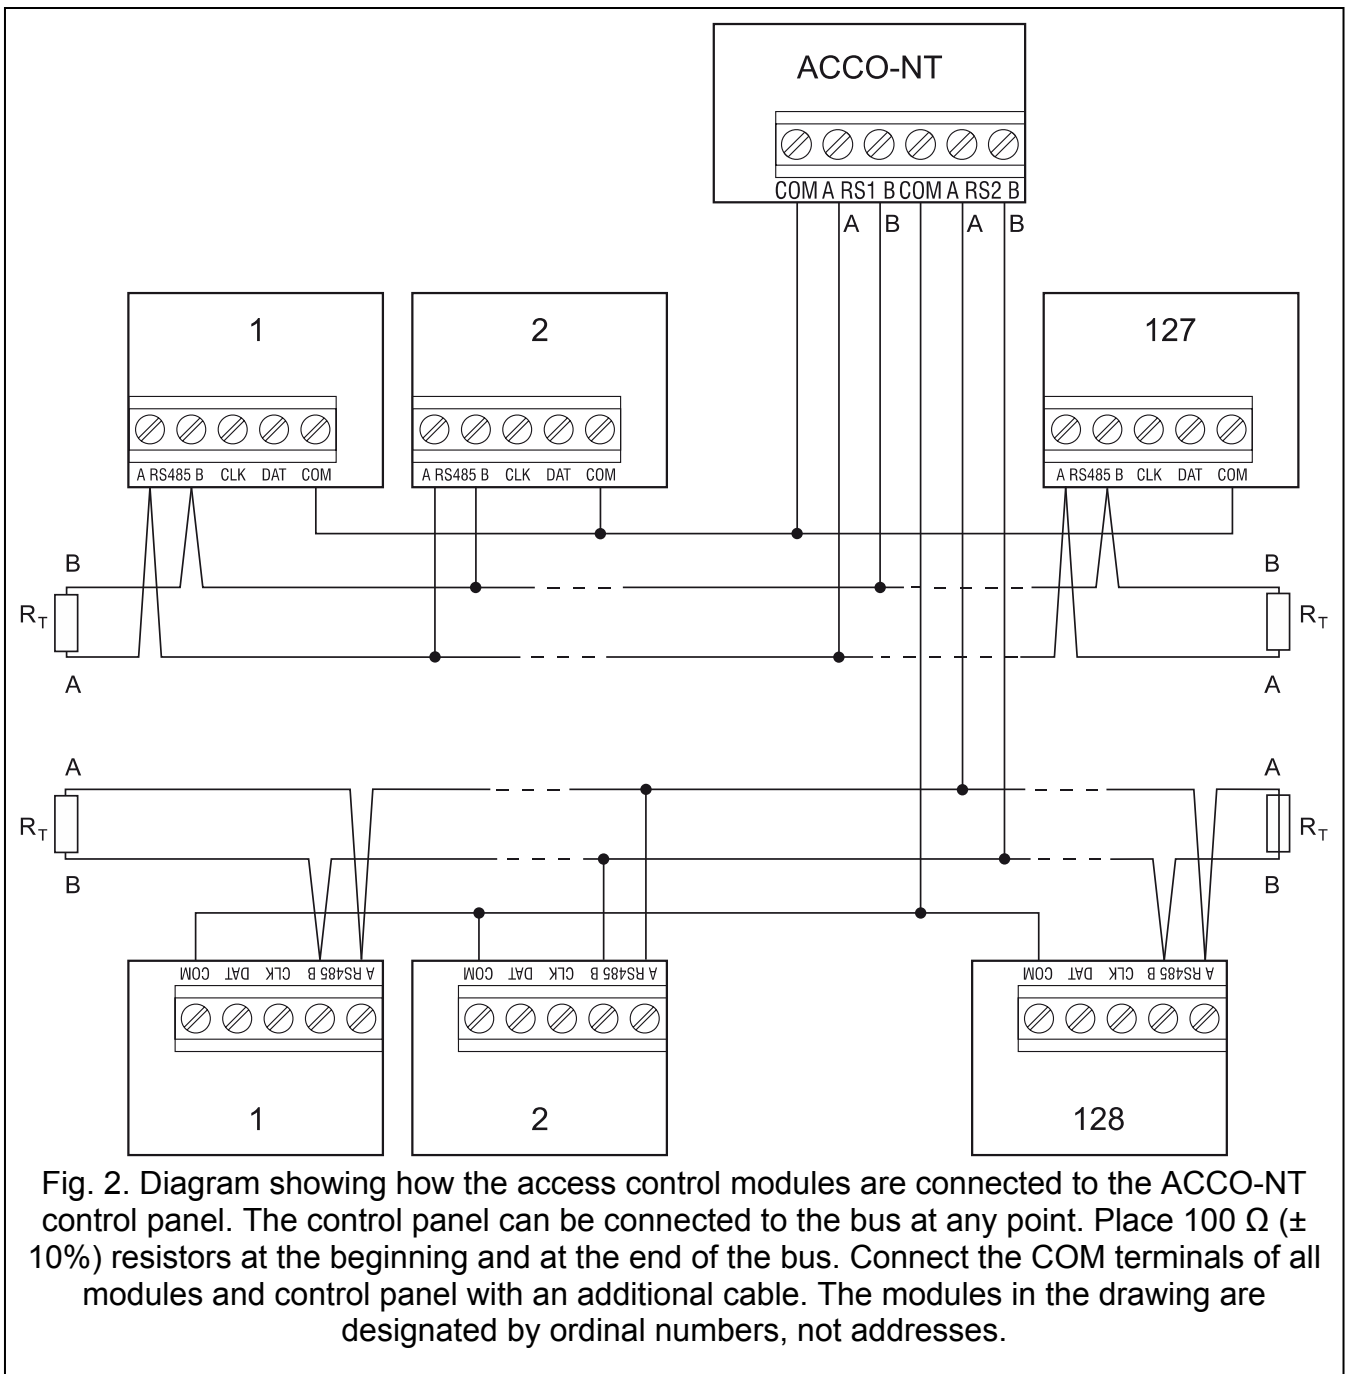 ACCO-NT
COM A RS1 B COM A RS2 B
A B A B
1
2
127
A RS485 B CLK DAT COM
A RS485 B CLK DAT COM
A RS485 B CLK DAT COM
B
B
RT
RT
A
A
A
A
RT
RT
B
B
COM DAT CLK A RS485 B
COM DAT CLK A RS485 B
COM DAT CLK A RS485 B
1
2
128
Fig. 2. Diagram showing how the access control modules are connected to the ACCO-NT
control panel. The control panel can be connected to the bus at any point. Place 100 Ω (±
10%) resistors at the beginning and at the end of the bus. Connect the COM terminals of all
modules and control panel with an additional cable. The modules in the drawing are
designated by ordinal numbers, not addresses.